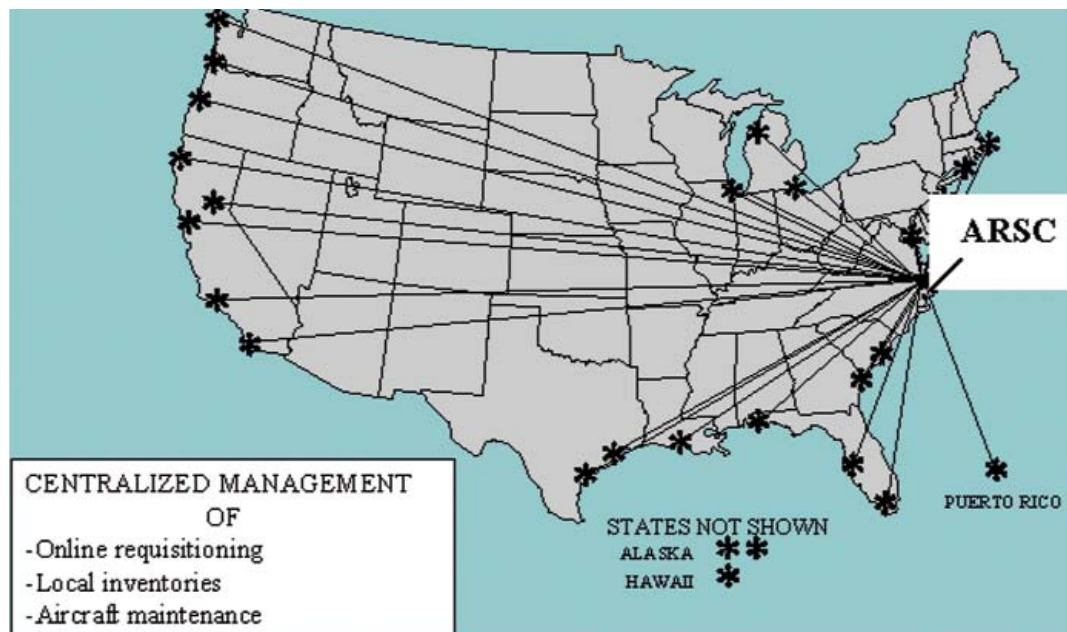 ARSC
CENTRALIZED MANAGEMENT
OF
-Online requisitioning
-Local inventories
-Aircraft maintenance
PUERTO RICO
STATES NOT SHOWN
ALASKA
HAWAII